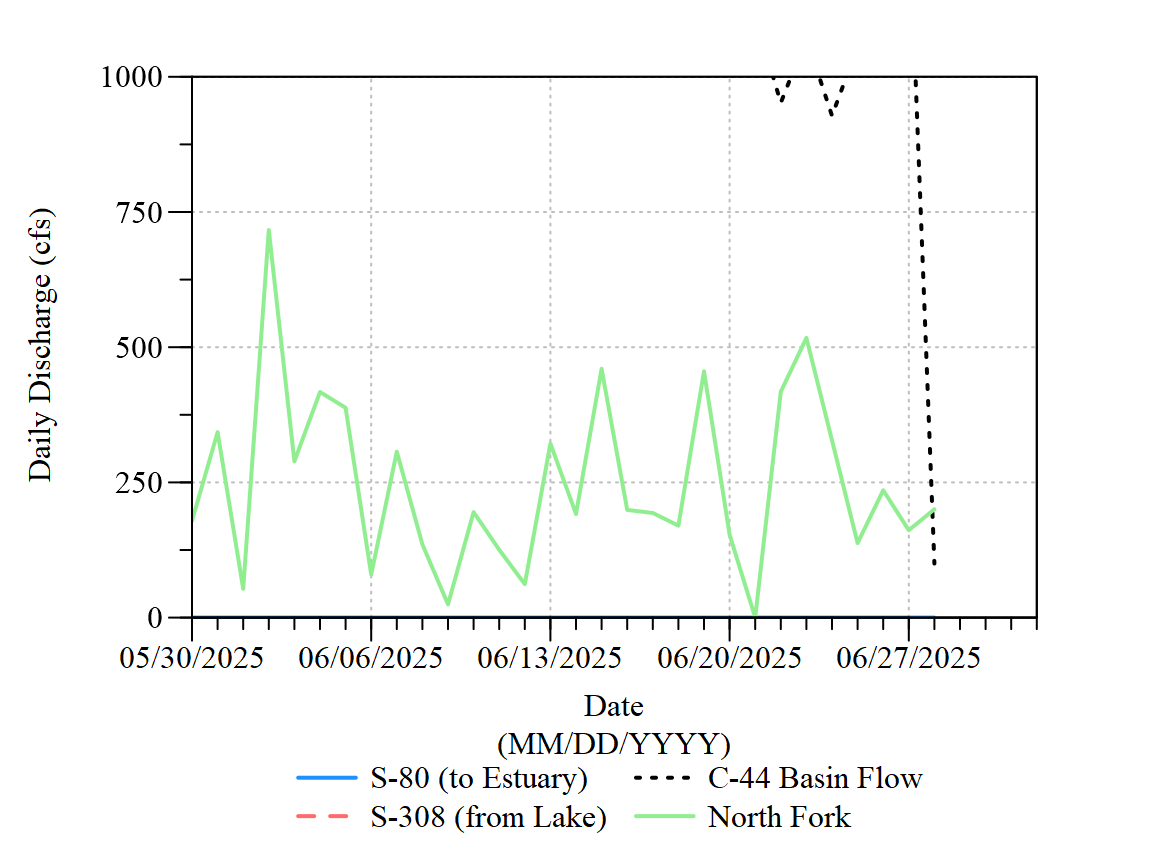 1000
750
500
250
0
Daily Discharge (cfs)
05/30/2025 06/06/2025 06/13/2025 06/20/2025 06/27/2025
Date
(MM/DD/YYYY)
S-80 (to Estuary) C-44 Basin Flow
S-308 (from Lake) North Fork